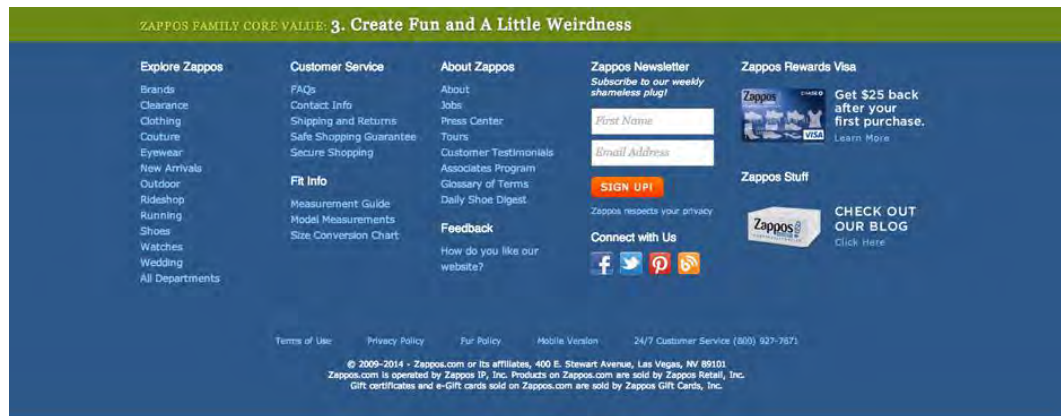 ZAPPOS FAMILY CORE VALUE: 3. Create Fun and A Little Weirdness
Explore Zappos
Brands
Clearance
Clothing
Couture
Eyewear
New Arrivals
Outdoor
Rideshop
Running
Shoes
Watches
Wedding
All Departments
Customer Service
FAQs
Contact Info
Shipping and Returns
Safe Shopping Guarantee
Secure Shopping
Fit Info
Measurement Guide
Model Measurements
Size Conversion Chart
About Zappos
About
Jobs
Press Center
Tours
Customer Testimonials
Associates Program
Glossary of Terms
Daily Shoe Digest
Feedback
How do you like our
website?
Zappos Newsletter
Subscribe to our weekly
shameless plug!
First Name
Email Address
SIGN UP!
Zappos respects your privacy
Connect with Us
Zappos Rewards Visa
Zappos
CHASE
VISA
Get $25 back
after your
first purchase.
Learn More
Zappos Stuff
Zappos
CHECK OUT
OUR BLOG
Click Here
Terms of Use
Privacy Policy
Fur Policy
Mobile Version
24/7 Customer Service (800) 927-7671
© 2009-2014 - Zappos.com or its affiliates, 400 E. Stewart Avenue, Las Vegas, NV 89101
Zappos.com is operated by Zappos IP, Inc. Products on Zappos.com are sold by Zappos Retail, Inc.
Gift certificates and e-Gift cards sold on Zappos.com are sold by Zappos Gift Cards, Inc.